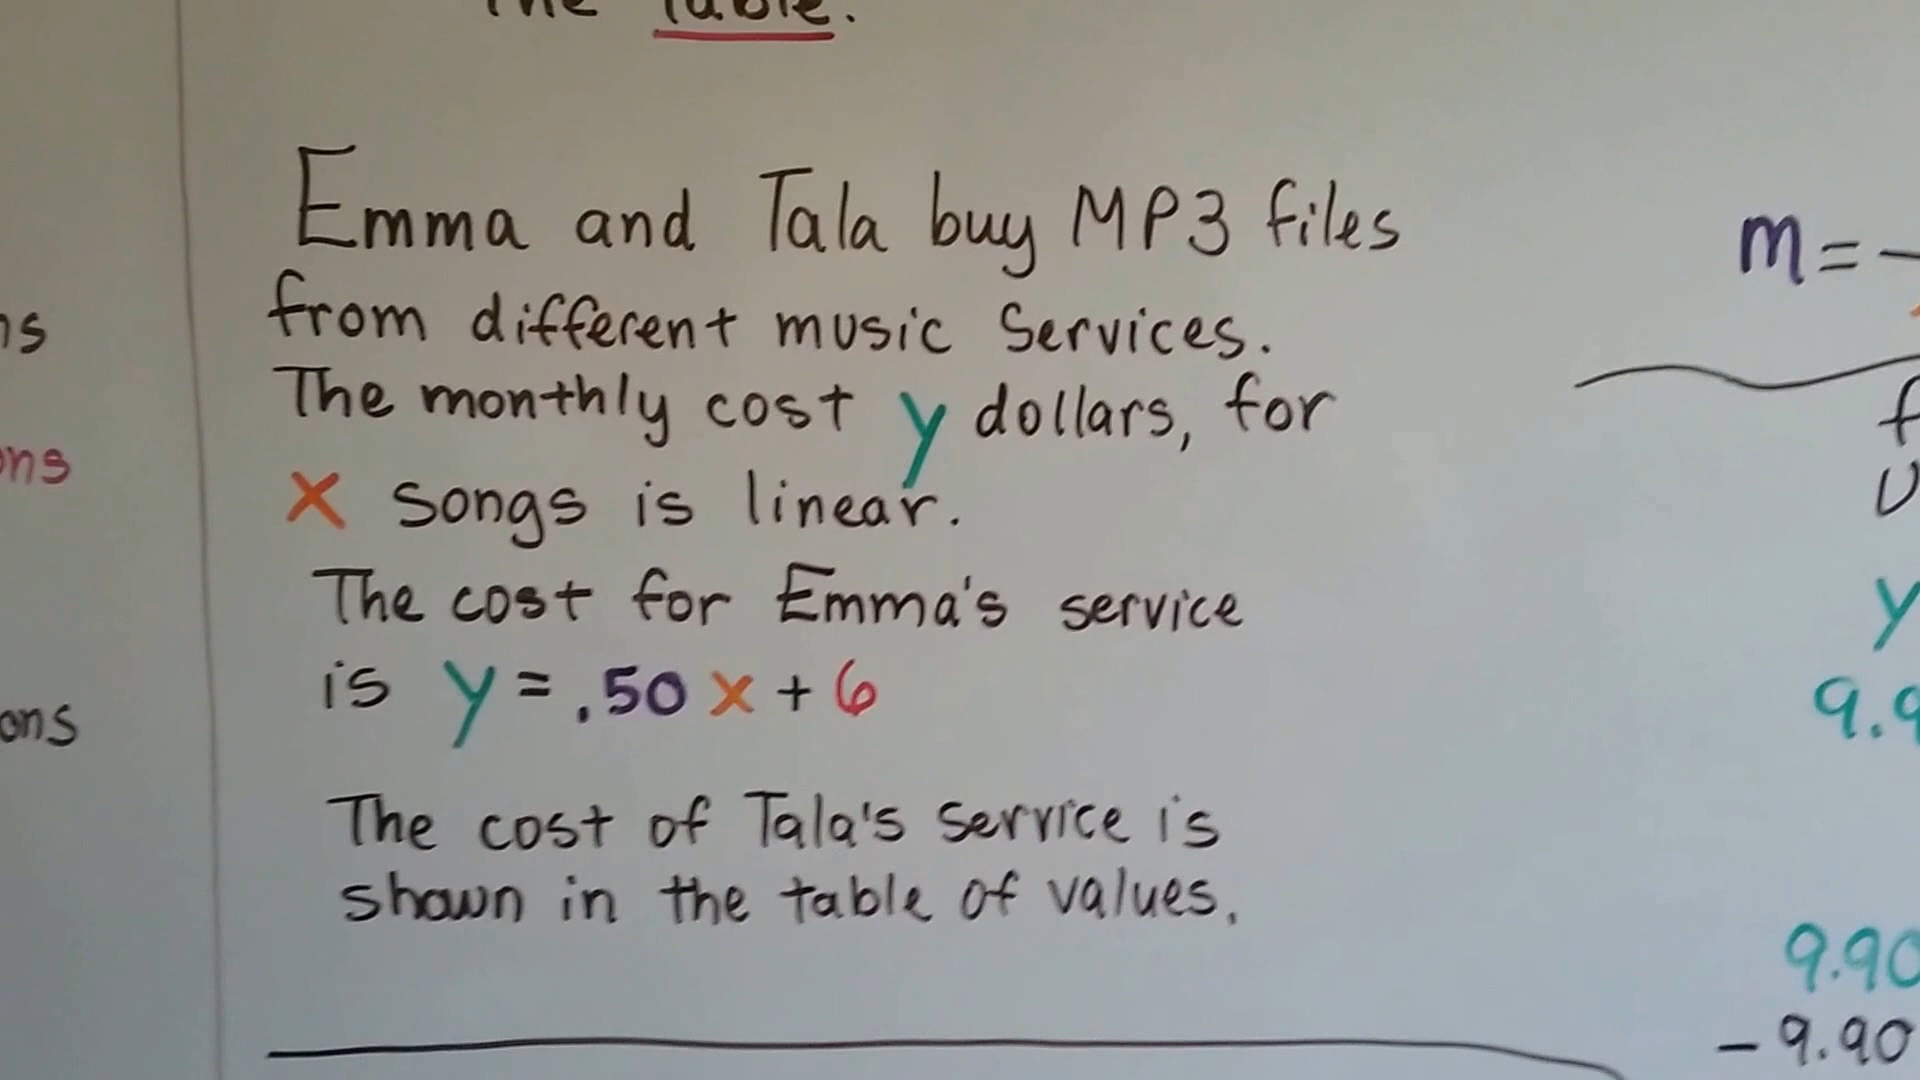 the Table.
Emma and Tala buy MP3 files
from different music Services.
The monthly cost y dollars, for
x songs is linear.
The cost for Emma's service
is y = .50 x + 6
The cost of Tala's service is
shown in the table of values.
m =
y
9.90
- 9.90